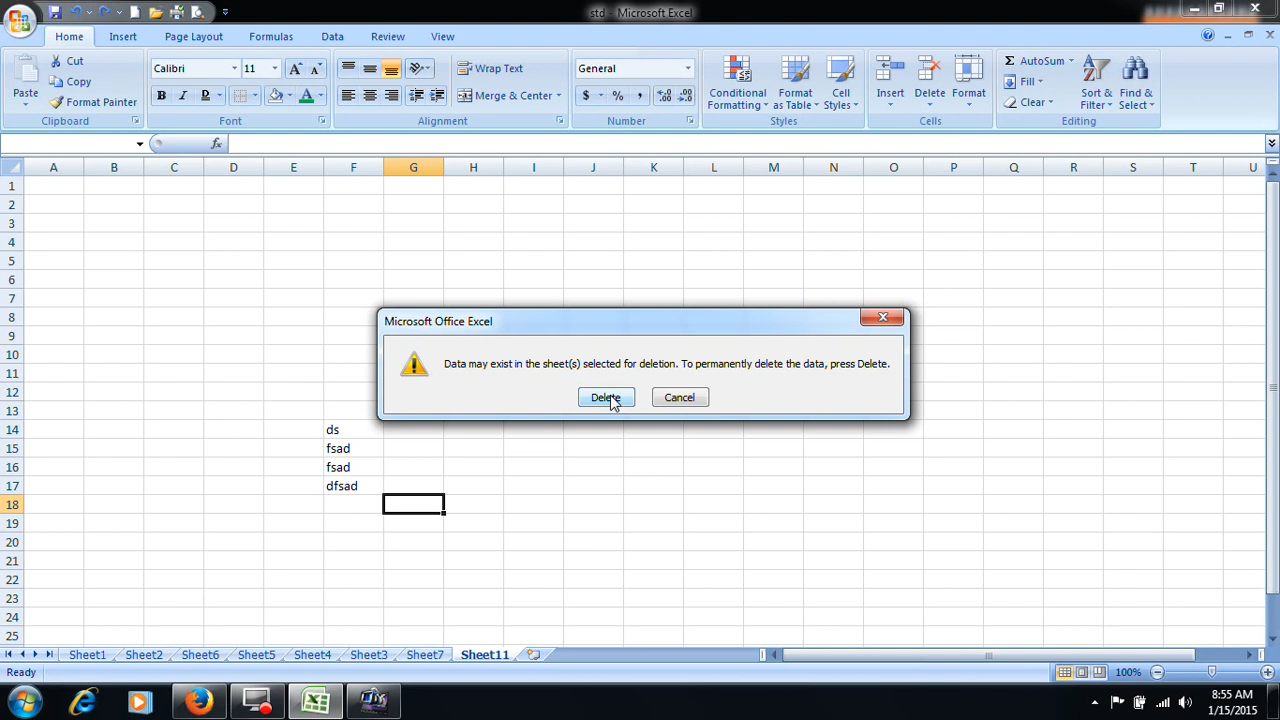 std - Microsoft Excel
Home Insert Page Layout Formulas Data Review View
Paste Cut Copy Format Painter Clipboard
Calibri 11 B I D A Font
Wrap Text Merge & Center Alignment
General $ % , Number
Conditional Formatting Format as Table Cell Styles Styles
Insert Delete Format Cells
Σ AutoSum Fill Clear Sort & Filter Find & Select Editing
fx
A B C D E F G H I J K L M N O P Q R S T U
1
2
3
4
5
6
7
8
9
10
11
12
13
Microsoft Office Excel
Data may exist in the sheet(s) selected for deletion. To permanently delete the data, press Delete.
Delete Cancel
14 ds
15 fsad
16 fsad
17 dfsad
18
19
20
21
22
23
24
25
Sheet1 Sheet2 Sheet6 Sheet5 Sheet4 Sheet3 Sheet7 Sheet11
Ready 100%
8:55 AM
1/15/2015